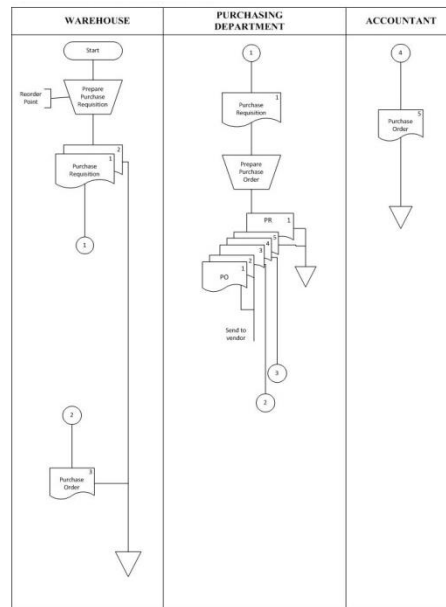 WAREHOUSE
PURCHASING
DEPARTMENT
ACCOUNTANT
Start
Reorder
Point
Prepare
Purchase
Requisition
2
1
Purchase
Requisition
1
2
3
Purchase
Order
1
1
Purchase
Requisition
Prepare
Purchase
Order
PR
1
5
4
3
2
1
PO
Send to
vendor
3
2
4
5
Purchase
Order